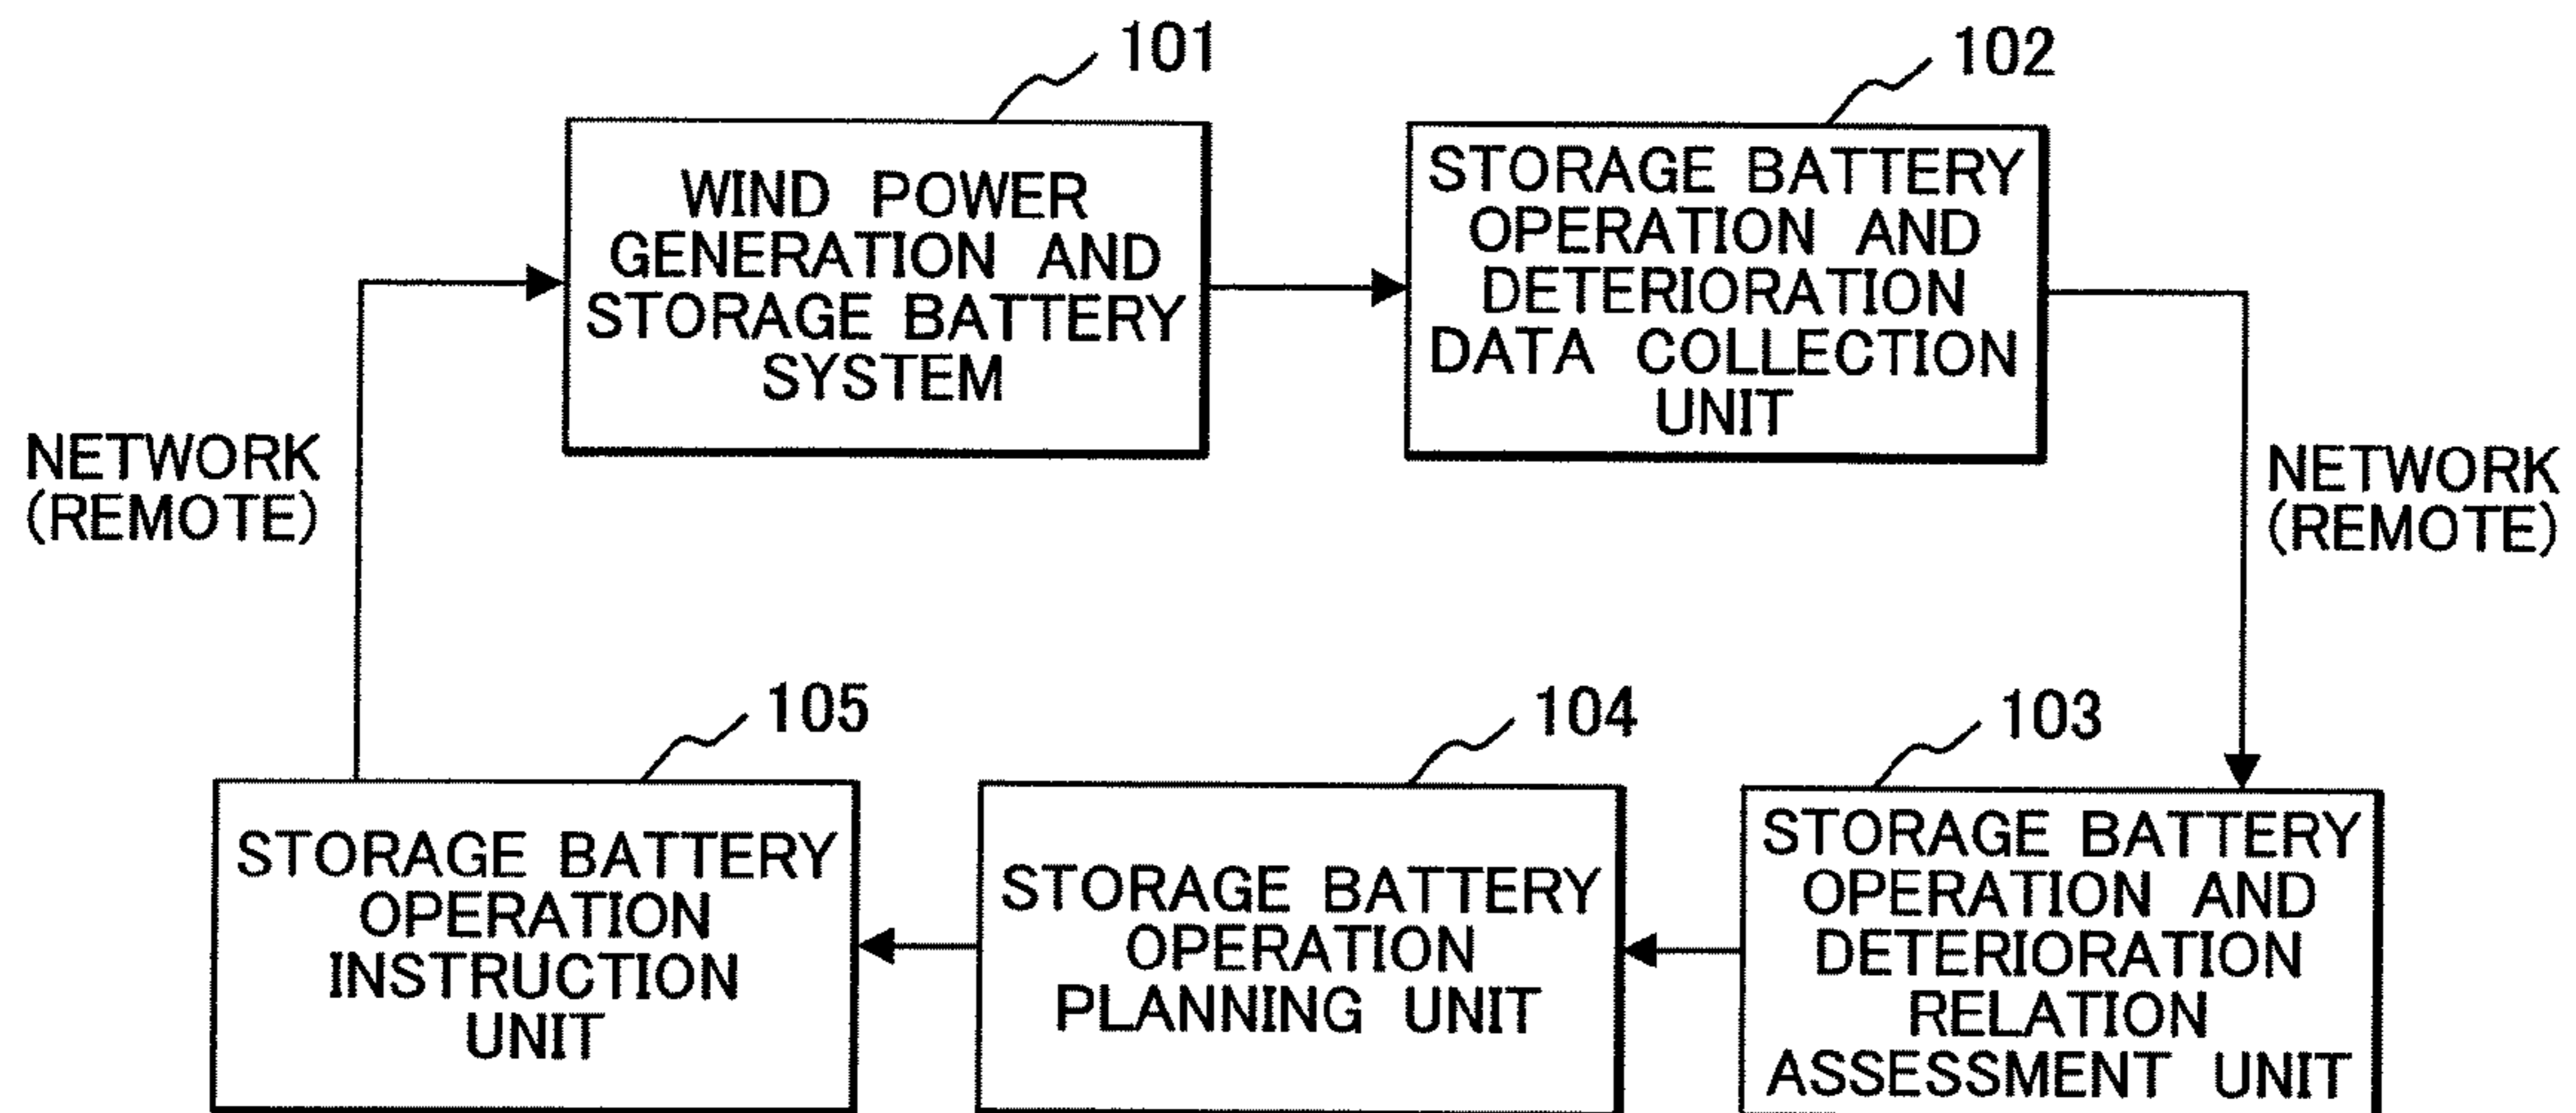 101
102
WIND POWER
GENERATION AND
STORAGE BATTERY
SYSTEM
STORAGE BATTERY
OPERATION AND
DETERIORATION
DATA COLLECTION
UNIT
NETWORK
(REMOTE)
NETWORK
(REMOTE)
105
104
103
STORAGE BATTERY
OPERATION
INSTRUCTION
UNIT
STORAGE BATTERY
OPERATION
PLANNING UNIT
STORAGE BATTERY
OPERATION AND
DETERIORATION
RELATION
ASSESSMENT UNIT